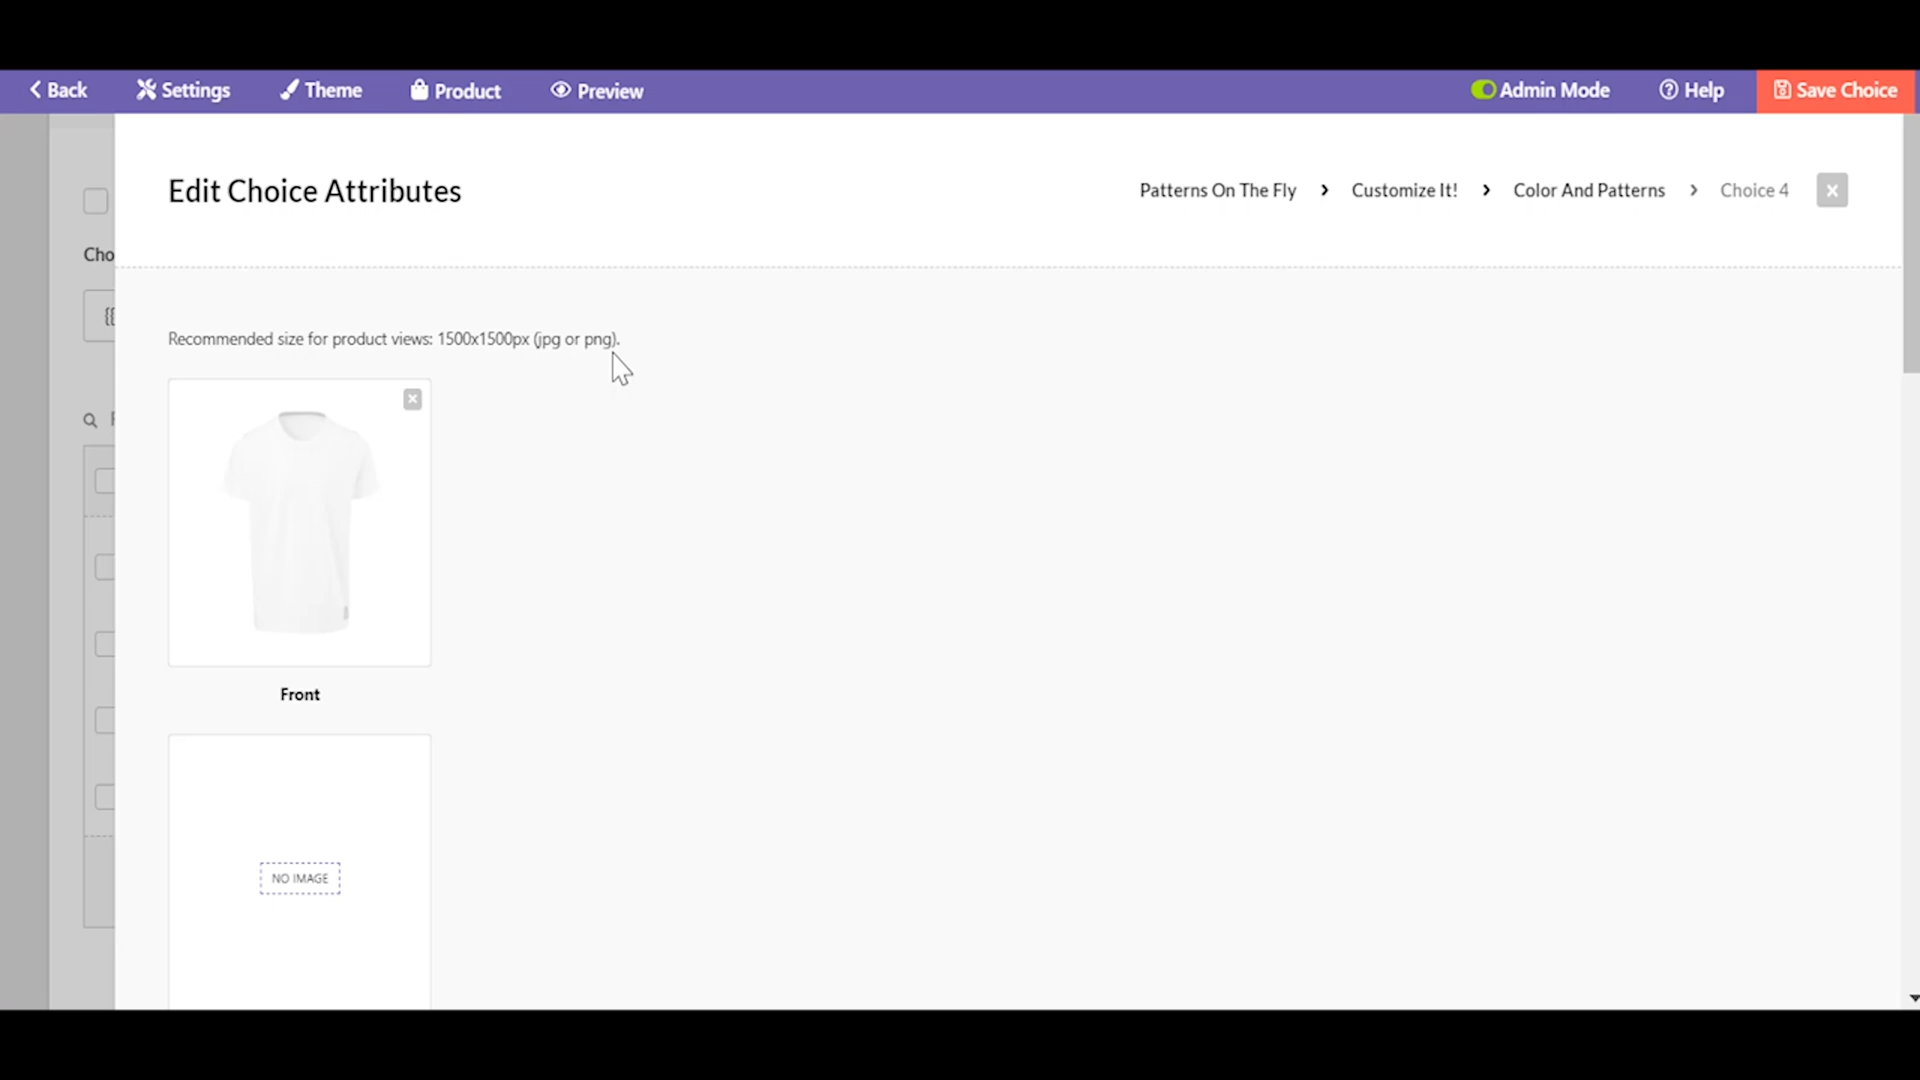 Back Settings Theme Product Preview Admin Mode Help Save Choice
Edit Choice Attributes
Patterns On The Fly > Customize It! > Color And Patterns > Choice 4
Cho
{{
Recommended size for product views: 1500x1500px (jpg or png).
Front
NO IMAGE